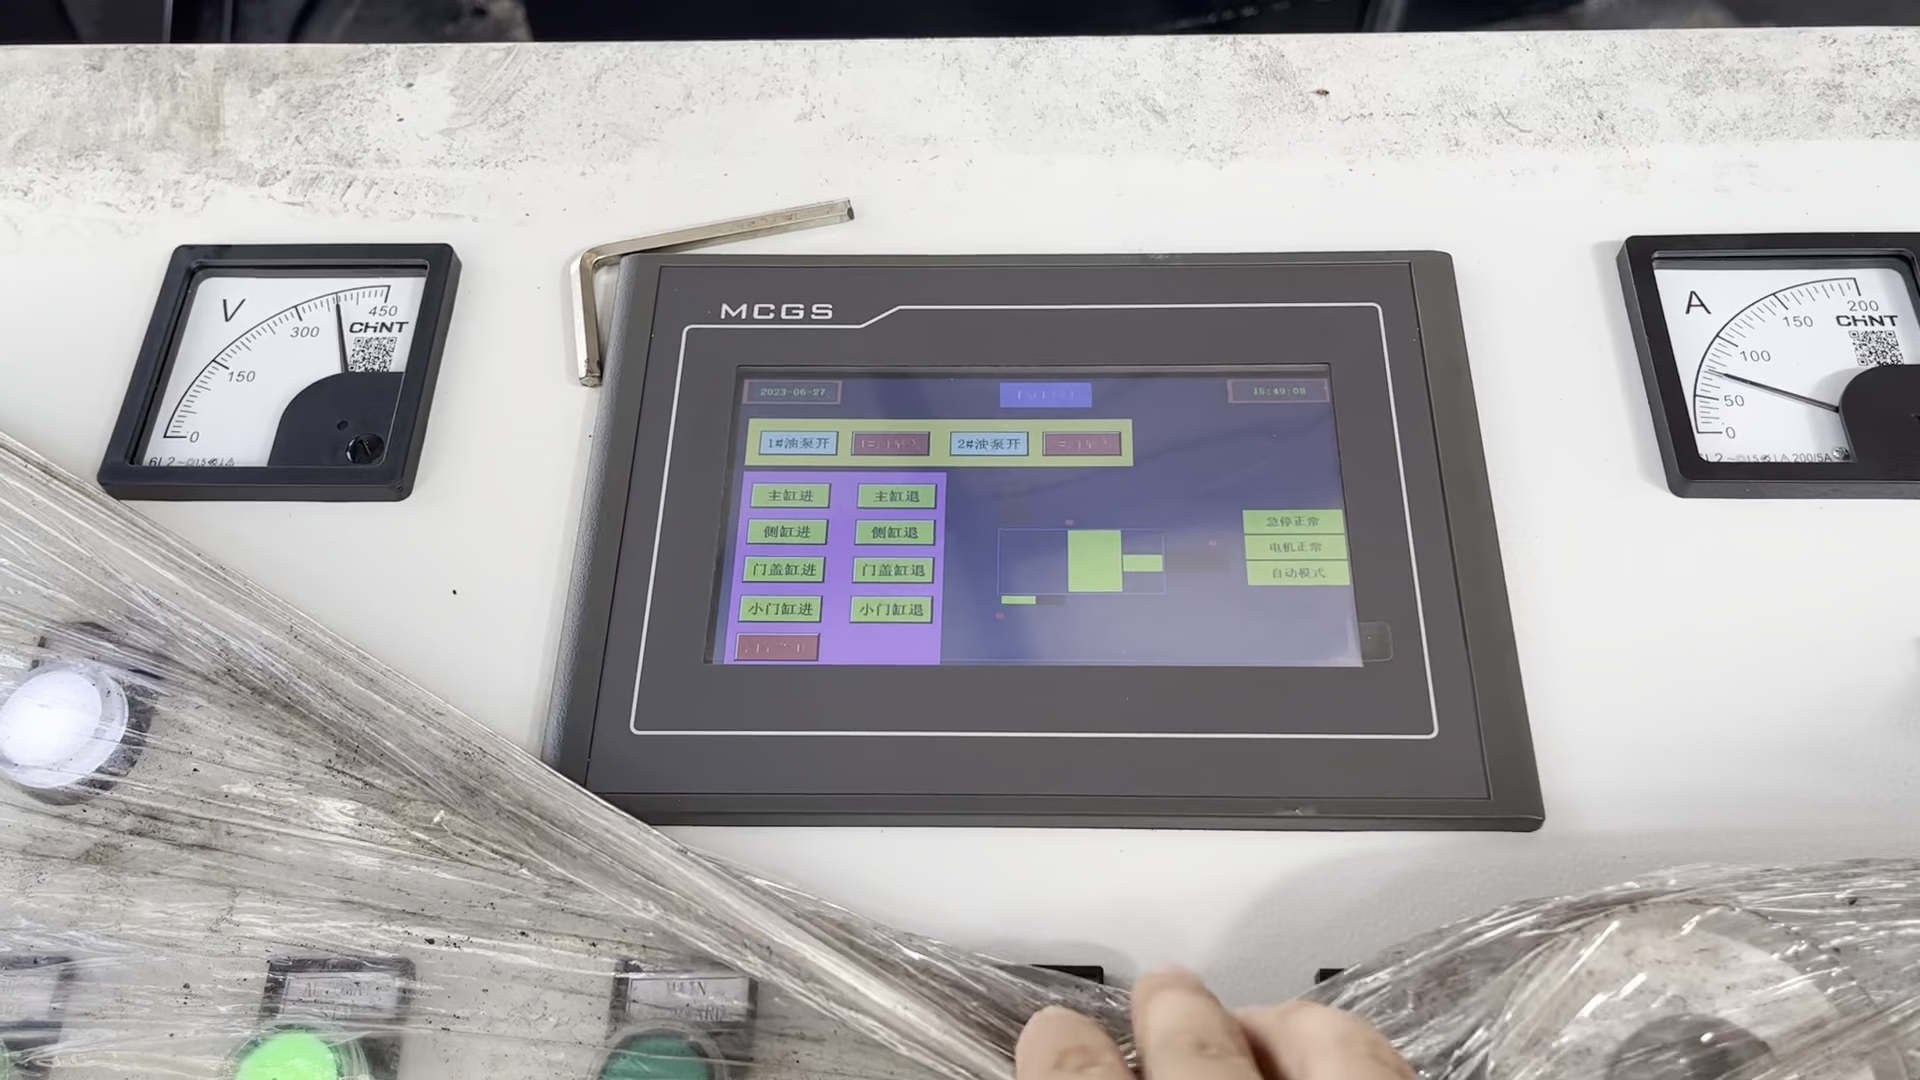 V
450
300
150
0
CHNT
MCGS
2023-06-27
15:49:09
1#油泵开
2#油泵开
主缸进
主缸退
侧缸进
侧缸退
门盖缸进
门盖缸退
小门缸进
小门缸退
急停正常
电机正常
自动模式
A
200
150
100
50
0
CHNT
200/5A
MAIN